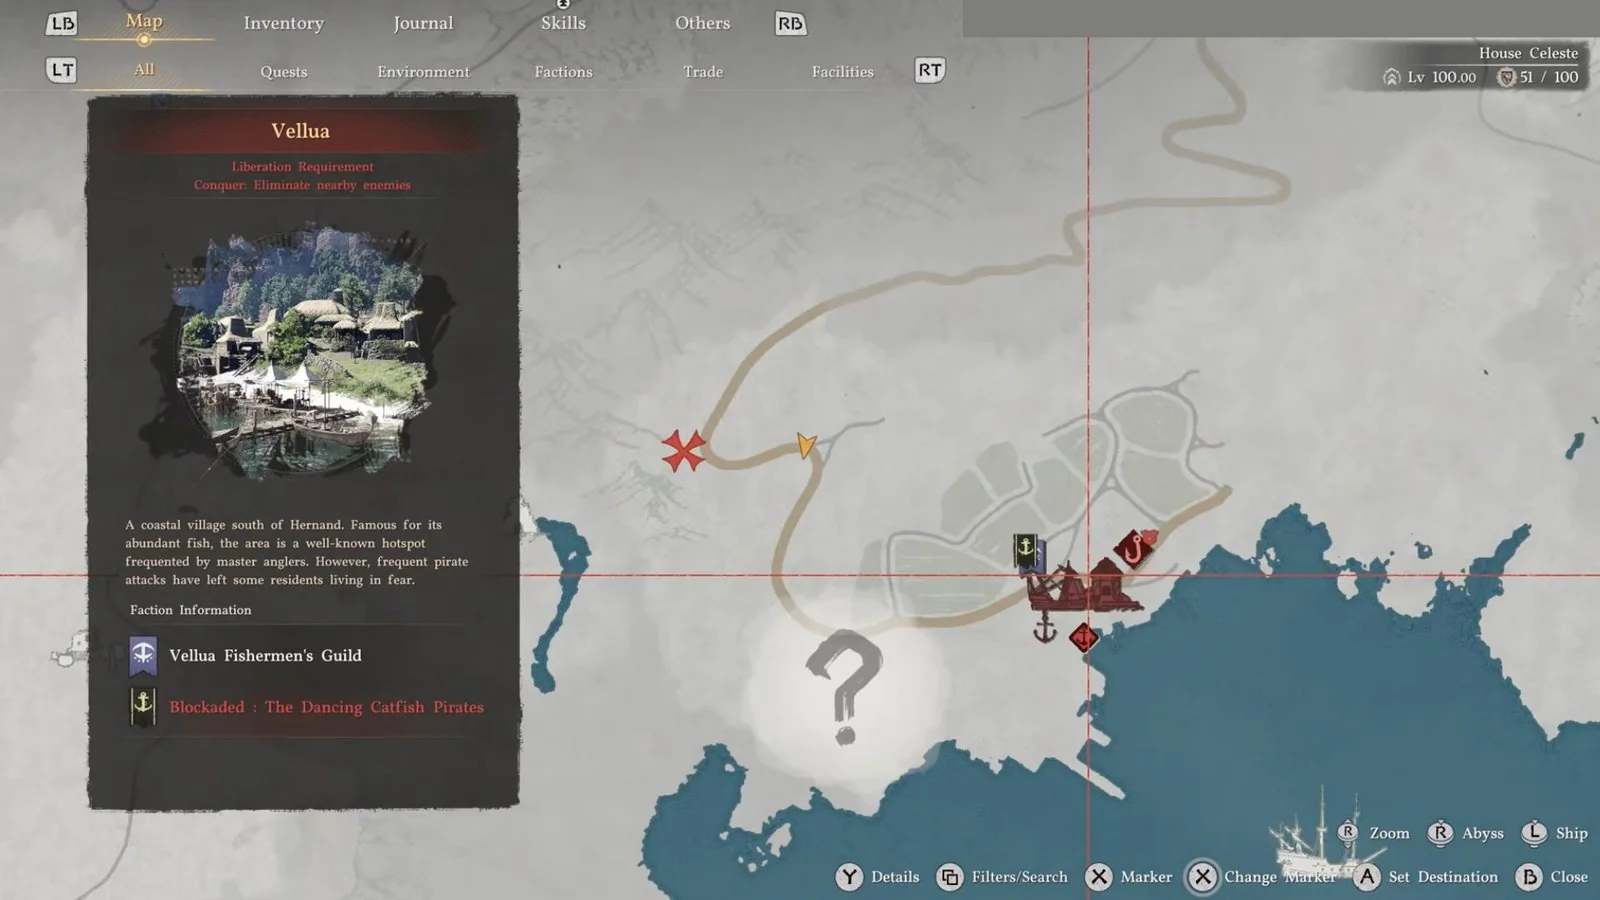 LB
Map
Inventory
Journal
Skills
Others
RB
LT
All
Quests
Environment
Factions
Trade
Facilities
RT
House Celeste
Lv 100.00
51 / 100
Vellua
Liberation Requirement
Conquer: Eliminate nearby enemies
A coastal village south of Hernand. Famous for its
abundant fish, the area is a well-known hotspot
frequented by master anglers. However, frequent pirate
attacks have left some residents living in fear.
Faction Information
Vellua Fishermen's Guild
Blockaded : The Dancing Catfish Pirates
?
R Zoom
R Abyss
L Ship
Y Details
Filters/Search
X Marker
X Change Marker
A Set Destination
B Close